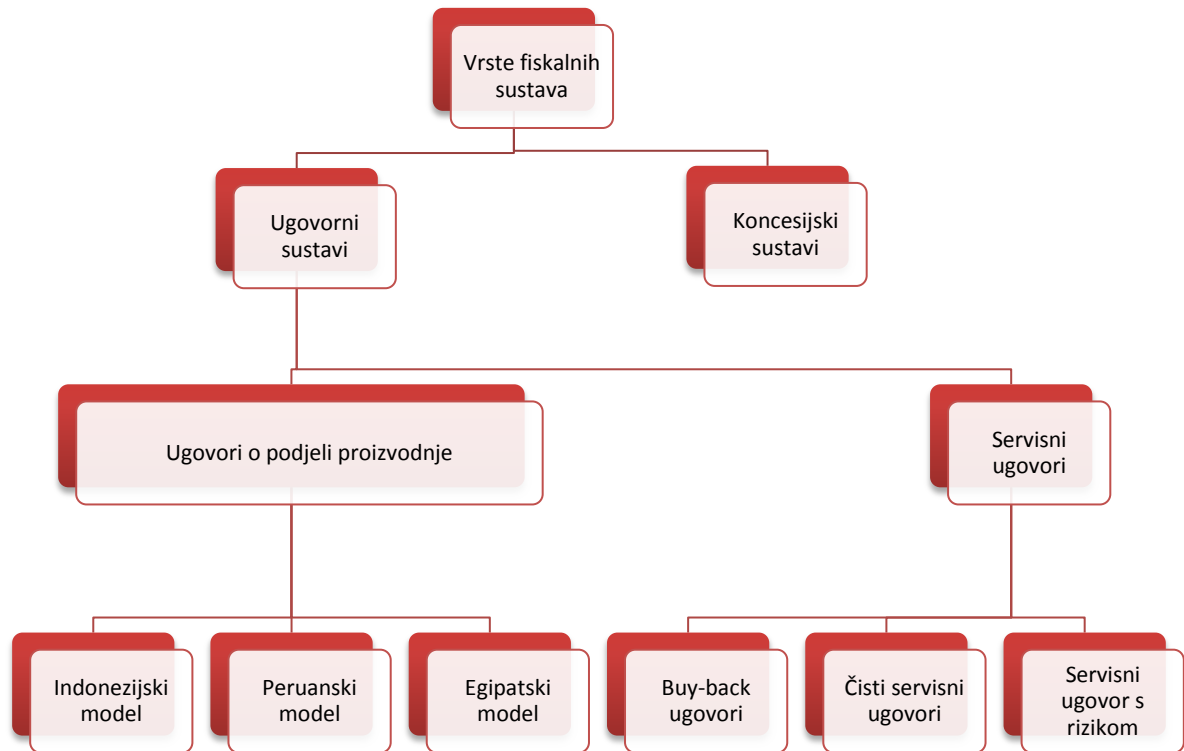 Vrste fiskalnih
sustava
Ugovorni
sustavi
Koncesijski
sustavi
Ugovori o podjeli proizvodnje
Servisni
ugovori
Indonezijski
model
Peruanski
model
Egipatski
model
Buy-back
ugovori
Čisti servisni
ugovori
Servisni
ugovor s
rizikom